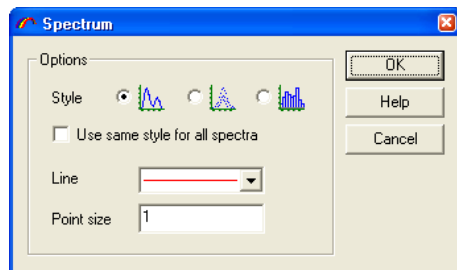 Spectrum
Options
Style
Use same style for all spectra
Line
Point size 1
OK
Help
Cancel